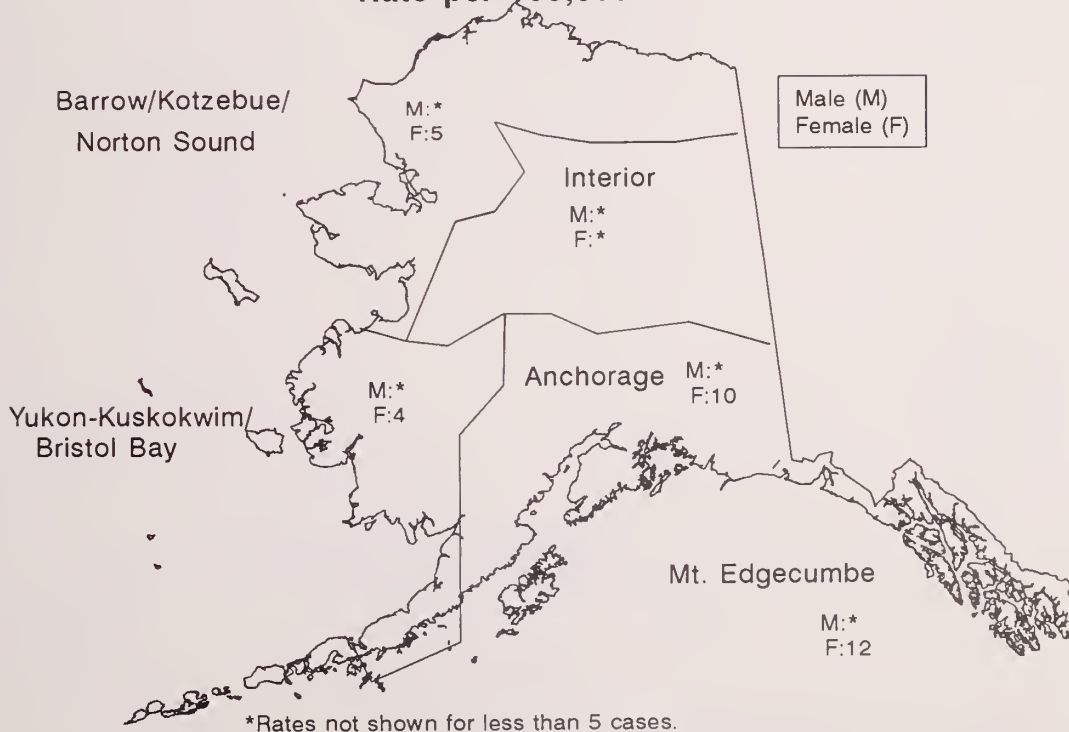 Barrow/Kotzebue/
Norton Sound
M:*
F:5
Male (M)
Female (F)
Interior
M:*
F:*
Anchorage
M:*
F:10
M:*
F:4
Yukon-Kuskokwim/
Bristol Bay
Mt. Edgecumbe
M:*
F:12
*Rates not shown for less than 5 cases.